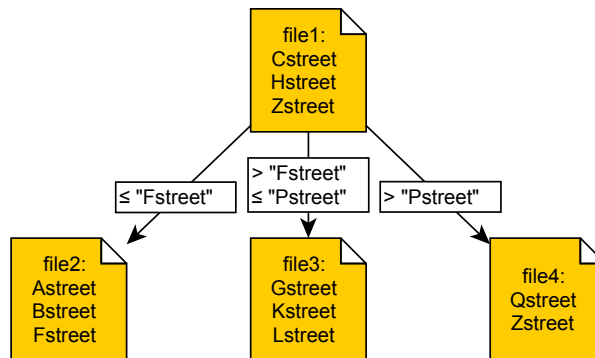 file1:
Cstreet
Hstreet
Zstreet
≤ "Fstreet"
> "Fstreet"
≤ "Pstreet"
> "Pstreet"
file2:
Astreet
Bstreet
Fstreet
file3:
Gstreet
Kstreet
Lstreet
file4:
Qstreet
Zstreet